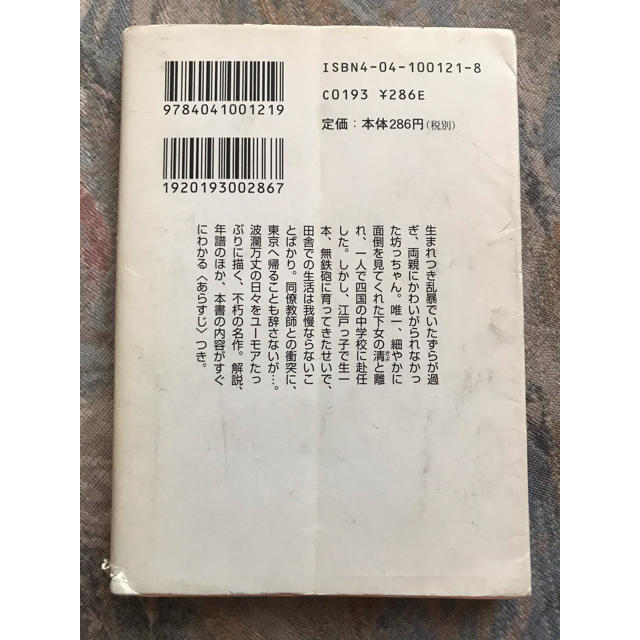 ISBN4-04-100121-8
C0193 ¥286E
定価：本体286円（税別）
9784041001219
1920193002867
生まれつき乱暴でいたずらが過
ぎ、両親にかわいがられなかっ
た坊っちゃん。唯一、細やかに
面倒を見てくれた下女の清と離
れ、一人で四国の中学校に赴任
した。しかし、江戸っ子で生一
本、無鉄砲に育ってきたせいで、
田舎での生活は我慢ならないこ
とばかり。同僚教師との衝突に、
東京へ帰ることも辞さないが…。
波瀾万丈の日々をユーモアたっ
ぷりに描く、不朽の名作。解説、
年譜のほか、本書の内容がすぐ
にわかる〈あらすじ〉つき。